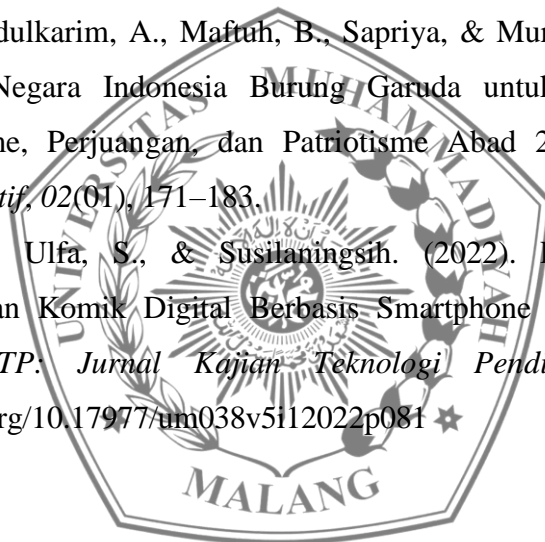 dulkarim, A., Maftuh, B., Sapriya, & Mur
Negara Indonesia Burung Garuda untuk
ne, Perjuangan, dan Patriotisme Abad 2
tif, 02(01), 171–183.
Ulfa, S., & Susilaningsih. (2022).
an Komik Digital Berbasis Smartphone
TP: Jurnal Kajian Teknologi Pendi
rg/10.17977/um038v5i12022p081
UNIVERSITAS MUHAMMADIYAH
MALANG